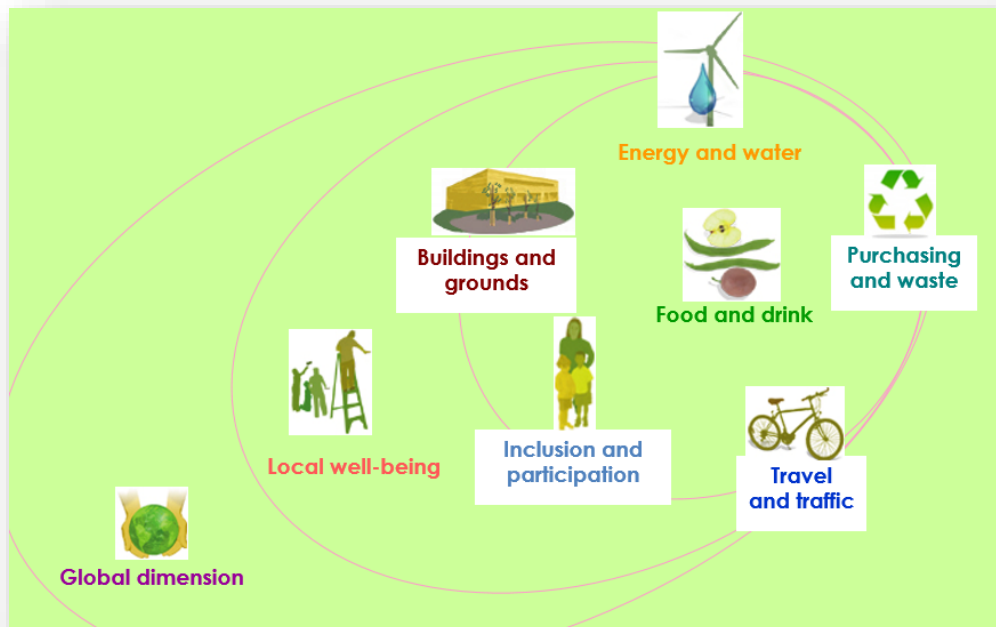 Energy and water
Buildings and
grounds
Purchasing
and waste
Food and drink
Inclusion and
participation
Local well-being
Travel
and traffic
Global dimension